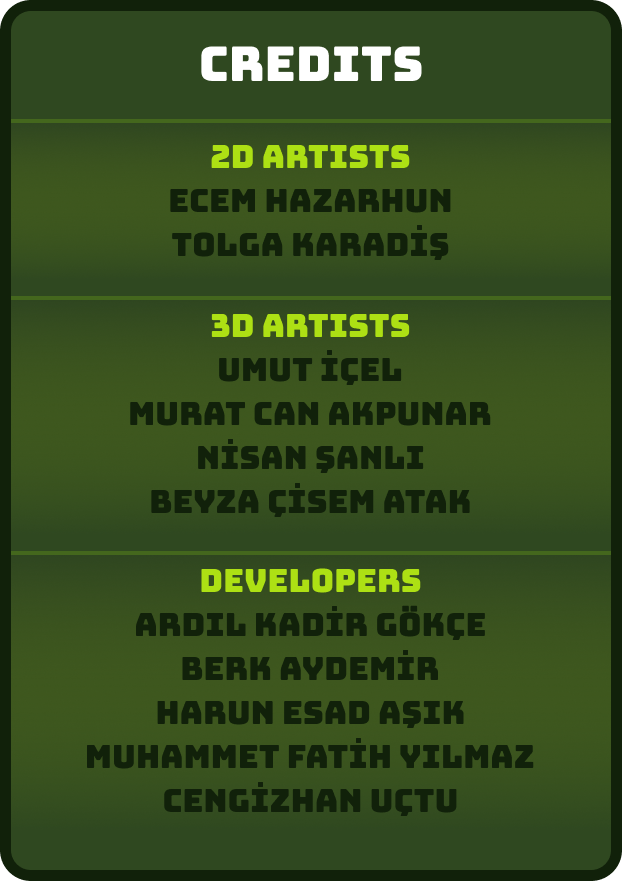 CREDITS
2D ARTISTS
ECEM HAZARHUN
TOLGA KARADİŞ
3D ARTISTS
UMUT İÇEL
MURAT CAN AKPUNAR
NİSAN ŞANLI
BEYZA ÇİSEM ATAK
DEVELOPERS
ARDIL KADİR GÖKÇE
BERK AYDEMİR
HARUN ESAD AŞIK
MUHAMMET FATİH YILMAZ
CENGİZHAN UÇTU